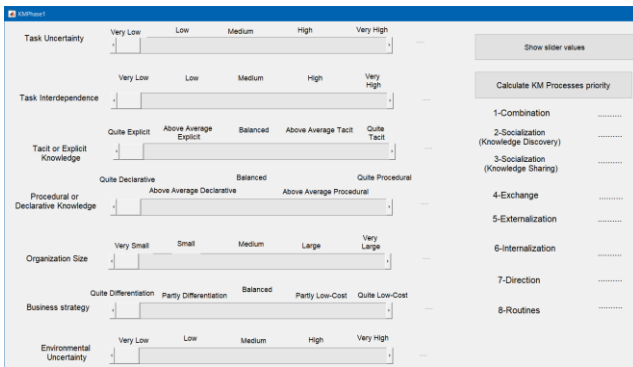 KMPhase1
Task Uncertainty
Very Low Low Medium High Very High
Show slider values
Task Interdependence
Very Low Low Medium High Very
High
Calculate KM Processes priority
Tacit or Explicit
Knowledge
Quite Explicit Above Average
Explicit Balanced Above Average Tacit Quite
Tacit
Procedural or
Declarative Knowledge
Quite Declarative Above Average Declarative Balanced Above Average Procedural Quite Procedural
Organization Size
Very Small Small Medium Large Very
Large
Business strategy
Quite Differentiation Partly Differentiation Balanced Partly Low-Cost Quite Low-Cost
Environmental
Uncertainty
Very Low Low Medium High Very High
1-Combination ..........
2-Socialization
(Knowledge Discovery) ..........
3-Socialization
(Knowledge Sharing) ..........
4-Exchange ..........
5-Externalization ..........
6-Internalization ..........
7-Direction ..........
8-Routines ..........